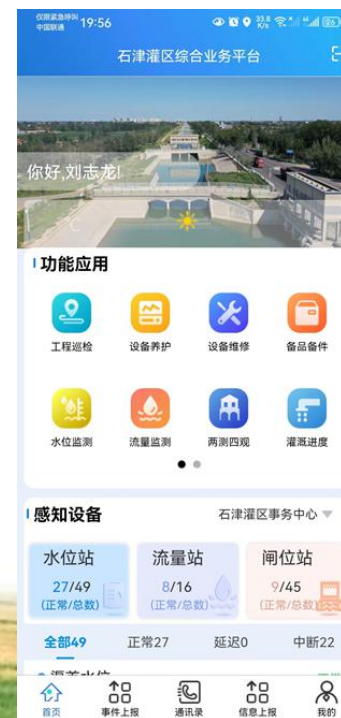 仅限紧急呼叫
中国联通 19:56 33.8 K/s 26
石津灌区综合业务平台
你好,刘志龙!
℃
功能应用
工程巡检 设备养护 设备维修 备品备件
水位监测 流量监测 两测四观 灌溉进度
感知设备 石津灌区事务中心
水位站 流量站 闸位站
27/49 8/16 9/45
(正常/总数) (正常/总数) (正常/总数)
全部49 正常27 延迟0 中断22
首页 事件上报 通讯录 信息上报 我的